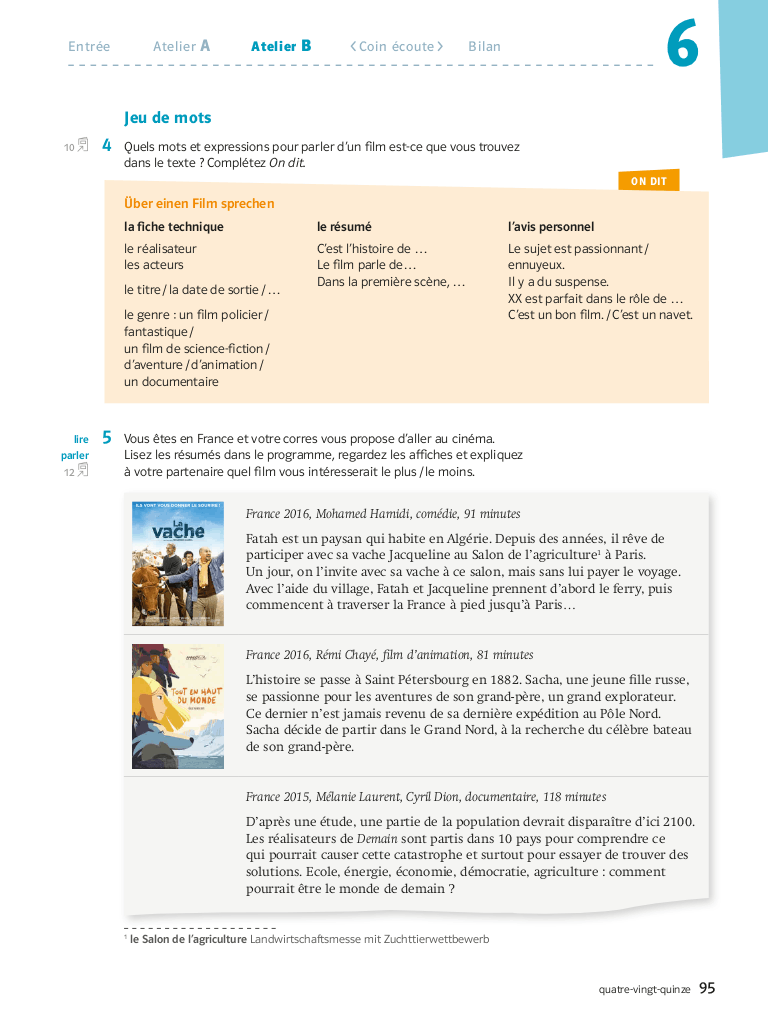 Entrée Atelier A Atelier B <Coin écoute> Bilan
6
Jeu de mots
10 4 Quels mots et expressions pour parler d'un film est-ce que vous trouvez
dans le texte ? Complétez On dit.
ON DIT
Über einen Film sprechen
la fiche technique
le réalisateur
les acteurs
le titre / la date de sortie / …
le genre : un film policier /
fantastique /
un film de science-fiction /
d'aventure / d'animation /
un documentaire
le résumé
C'est l'histoire de …
Le film parle de …
Dans la première scène, …
l'avis personnel
Le sujet est passionnant /
ennuyeux.
Il y a du suspense.
XX est parfait dans le rôle de …
C'est un bon film. / C'est un navet.
lire
parler
12
5 Vous êtes en France et votre corres vous propose d'aller au cinéma.
Lisez les résumés dans le programme, regardez les affiches et expliquez
à votre partenaire quel film vous intéresserait le plus / le moins.
ILS VONT VOUS DONNER LE SOURIRE !
La
vache
France 2016, Mohamed Hamidi, comédie, 91 minutes
Fatah est un paysan qui habite en Algérie. Depuis des années, il rêve de
participer avec sa vache Jacqueline au Salon de l'agriculture¹ à Paris.
Un jour, on l'invite avec sa vache à ce salon, mais sans lui payer le voyage.
Avec l'aide du village, Fatah et Jacqueline prennent d'abord le ferry, puis
commencent à traverser la France à pied jusqu'à Paris…
TOUT EN HAUT
DU MONDE
France 2016, Rémi Chayé, film d'animation, 81 minutes
L'histoire se passe à Saint Pétersbourg en 1882. Sacha, une jeune fille russe,
se passionne pour les aventures de son grand-père, un grand explorateur.
Ce dernier n'est jamais revenu de sa dernière expédition au Pôle Nord.
Sacha décide de partir dans le Grand Nord, à la recherche du célèbre bateau
de son grand-père.
France 2015, Mélanie Laurent, Cyril Dion, documentaire, 118 minutes
D'après une étude, une partie de la population devrait disparaître d'ici 2100.
Les réalisateurs de Demain sont partis dans 10 pays pour comprendre ce
qui pourrait causer cette catastrophe et surtout pour essayer de trouver des
solutions. Ecole, énergie, économie, démocratie, agriculture : comment
pourrait être le monde de demain ?
¹ le Salon de l'agriculture Landwirtschaftsmesse mit Zuchttierwettbewerb
quatre-vingt-quinze 95